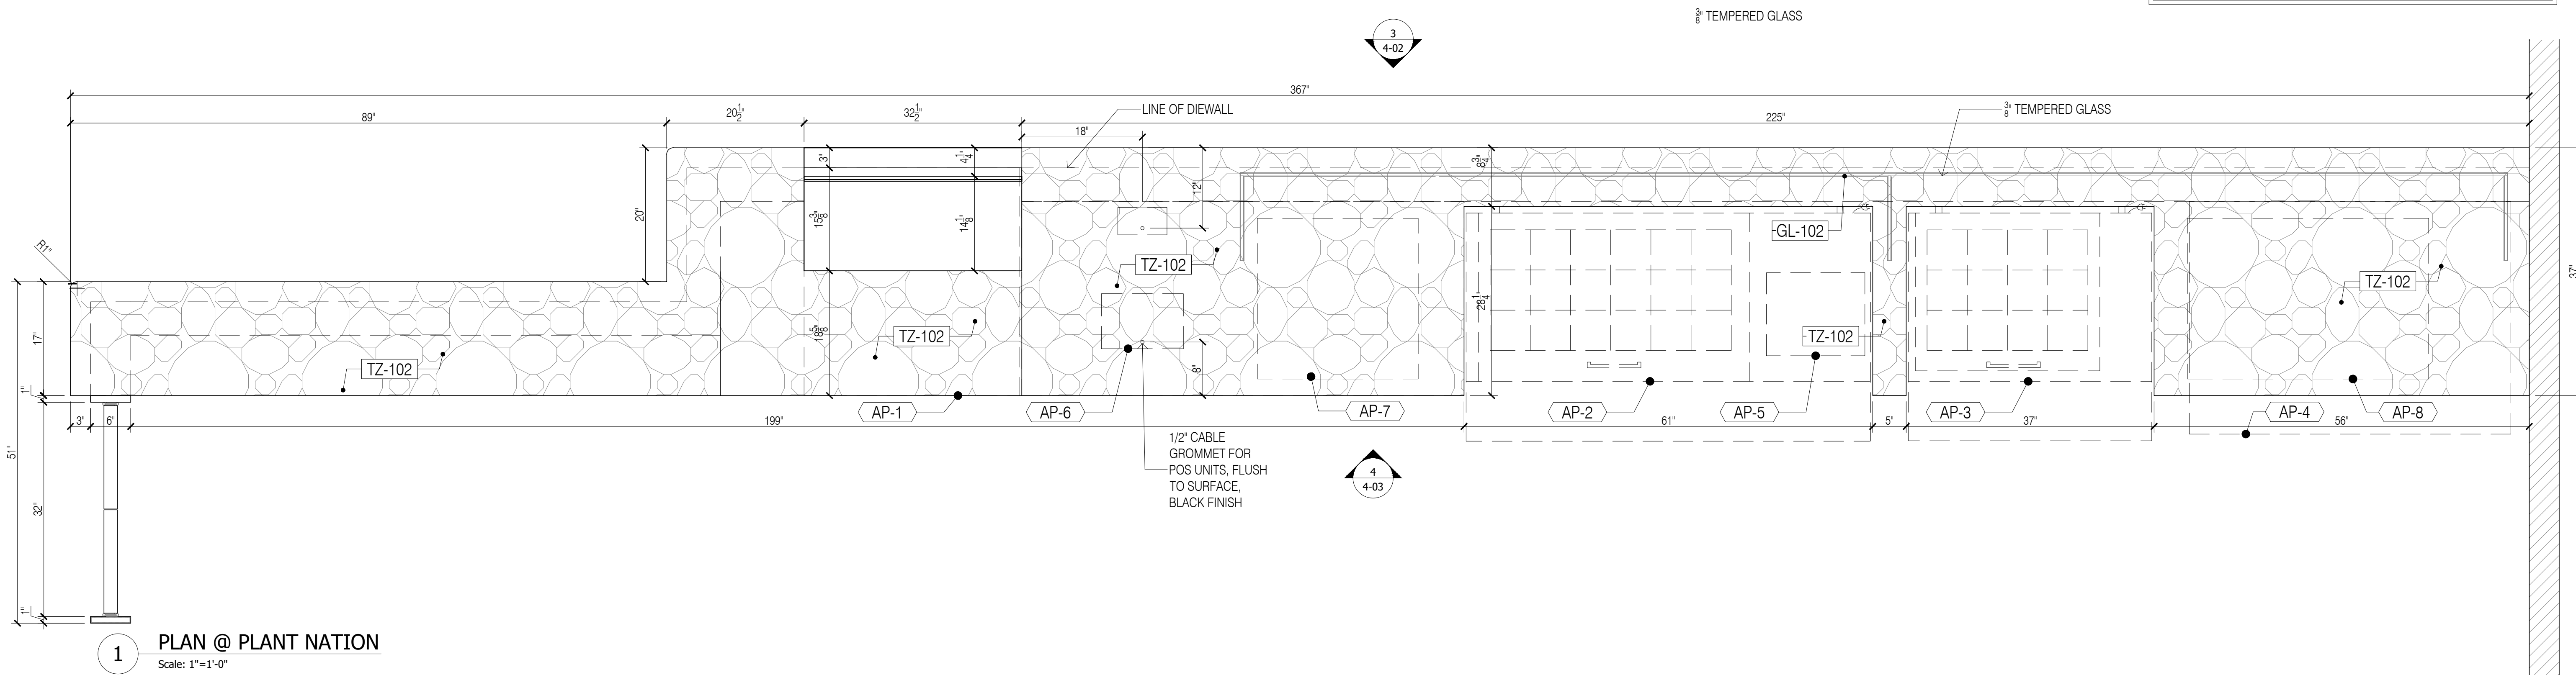 3/8" TEMPERED GLASS
3
4-02
367"
89"
20 1/2"
32 1/2"
225"
18"
LINE OF DIEWALL
3/8" TEMPERED GLASS
3"
4 1/4"
8 3/4"
12"
20"
15 3/8"
14 1/8"
R1"
GL-102
TZ-102
TZ-102
37"
28 1/4"
17"
18 5/8"
TZ-102
TZ-102
TZ-102
8"
1"
AP-1
AP-6
AP-7
AP-2
AP-5
AP-3
AP-4
AP-8
3"
6"
199"
61"
5"
37"
56"
51"
32"
1"
1/2" CABLE
GROMMET FOR
POS UNITS, FLUSH
TO SURFACE,
BLACK FINISH
4
4-03
1
PLAN @ PLANT NATION
Scale: 1"=1'-0"